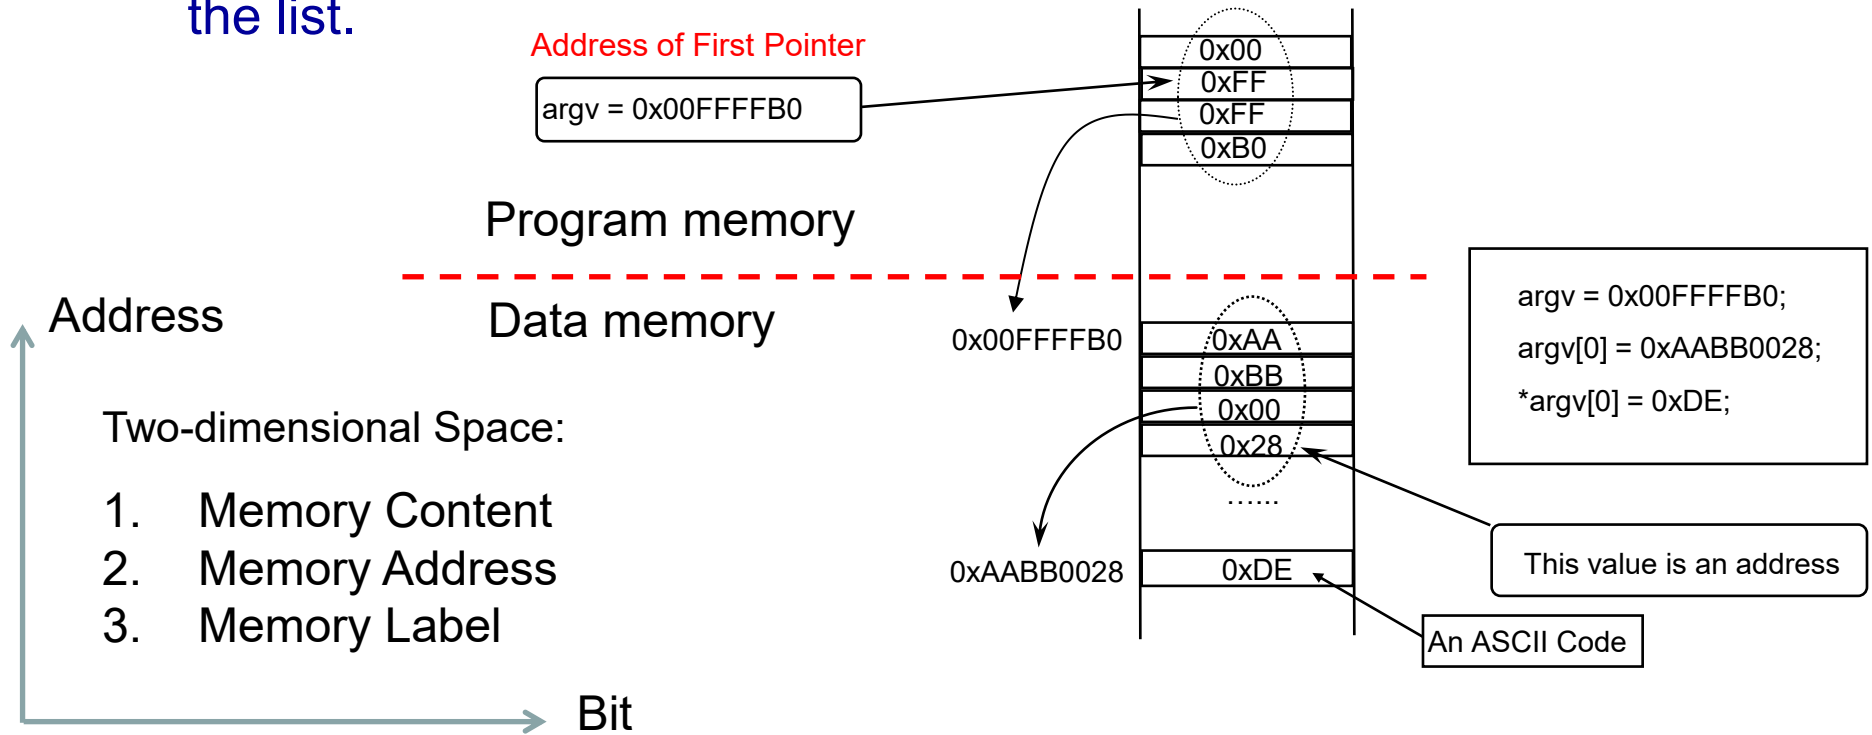 the list.
Address of First Pointer
argv = 0x00FFFFB0
0x00
0xFF
0xFF
0xB0
Program memory
Data memory
Address
0x00FFFFB0
0xAA
0xBB
0x00
0x28
......
argv = 0x00FFFFB0;
argv[0] = 0xAABB0028;
*argv[0] = 0xDE;
Two-dimensional Space:
1. Memory Content
2. Memory Address
3. Memory Label
0xAABB0028
0xDE
This value is an address
An ASCII Code
Bit